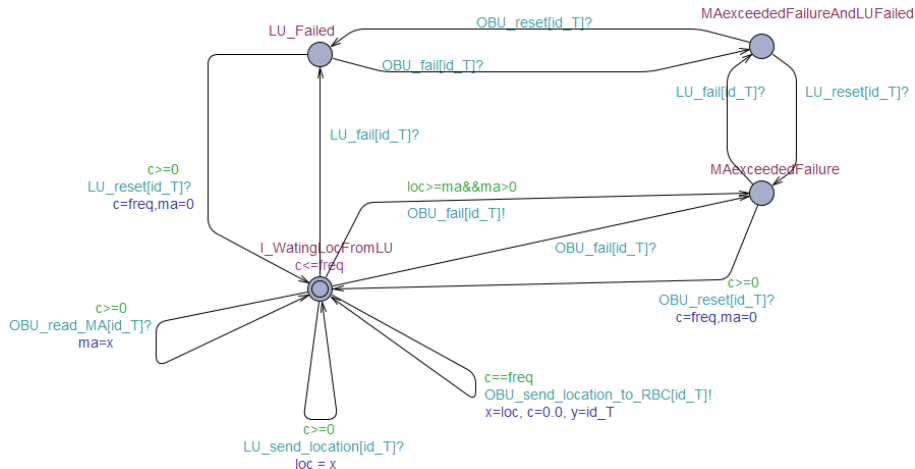 MAexceededFailureAndLUFailed
OBU_reset[id_T]?
LU_Failed
OBU_fail[id_T]?
LU_fail[id_T]?
LU_reset[id_T]?
LU_fail[id_T]?
c>=0
LU_reset[id_T]?
c=freq,ma=0
MAexceededFailure
loc>=ma&&ma>0
OBU_fail[id_T]!
I_WatingLocFromLU
c<=freq
OBU_fail[id_T]?
c>=0
OBU_reset[id_T]?
c=freq,ma=0
c>=0
OBU_read_MA[id_T]?
ma=x
c==freq
OBU_send_location_to_RBC[id_T]!
x=loc, c=0.0, y=id_T
c>=0
LU_send_location[id_T]?
loc = x